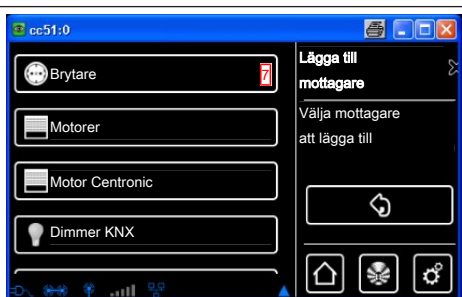 cc51:0
Brytare
7
Motorer
Motor Centronic
Dimmer KNX
Lägga till
mottagare
Välja mottagare
att lägga till